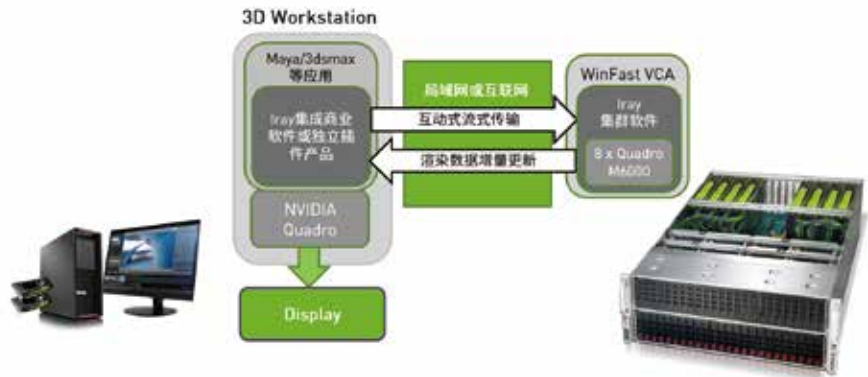 3D Workstation
Maya/3dsmax
等应用
Iray集成商业
软件或独立插
件产品
NVIDIA
Quadro
Display
局域网或互联网
互动式流式传输
渲染数据增量更新
WinFast VCA
Iray
集群软件
8 x Quadro
M6000